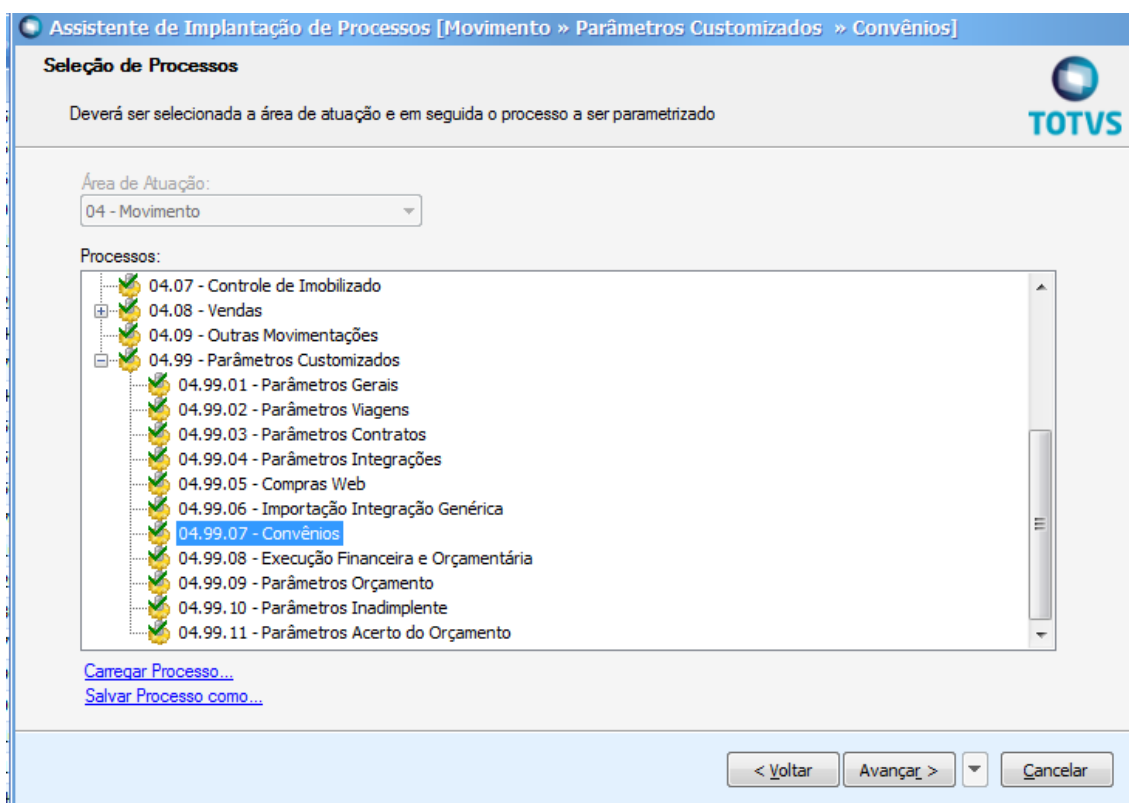 Assistente de Implantação de Processos [Movimento » Parâmetros Customizados » Convênios]
Seleção de Processos
Deverá ser selecionada a área de atuação e em seguida o processo a ser parametrizado
TOTVS
Área de Atuação:
04 - Movimento
Processos:
04.07 - Controle de Imobilizado
04.08 - Vendas
04.09 - Outras Movimentações
04.99 - Parâmetros Customizados
04.99.01 - Parâmetros Gerais
04.99.02 - Parâmetros Viagens
04.99.03 - Parâmetros Contratos
04.99.04 - Parâmetros Integrações
04.99.05 - Compras Web
04.99.06 - Importação Integração Genérica
04.99.07 - Convênios
04.99.08 - Execução Financeira e Orçamentária
04.99.09 - Parâmetros Orçamento
04.99.10 - Parâmetros Inadimplente
04.99.11 - Parâmetros Acerto do Orçamento
Carregar Processo...
Salvar Processo como...
< Voltar
Avançar >
Cancelar